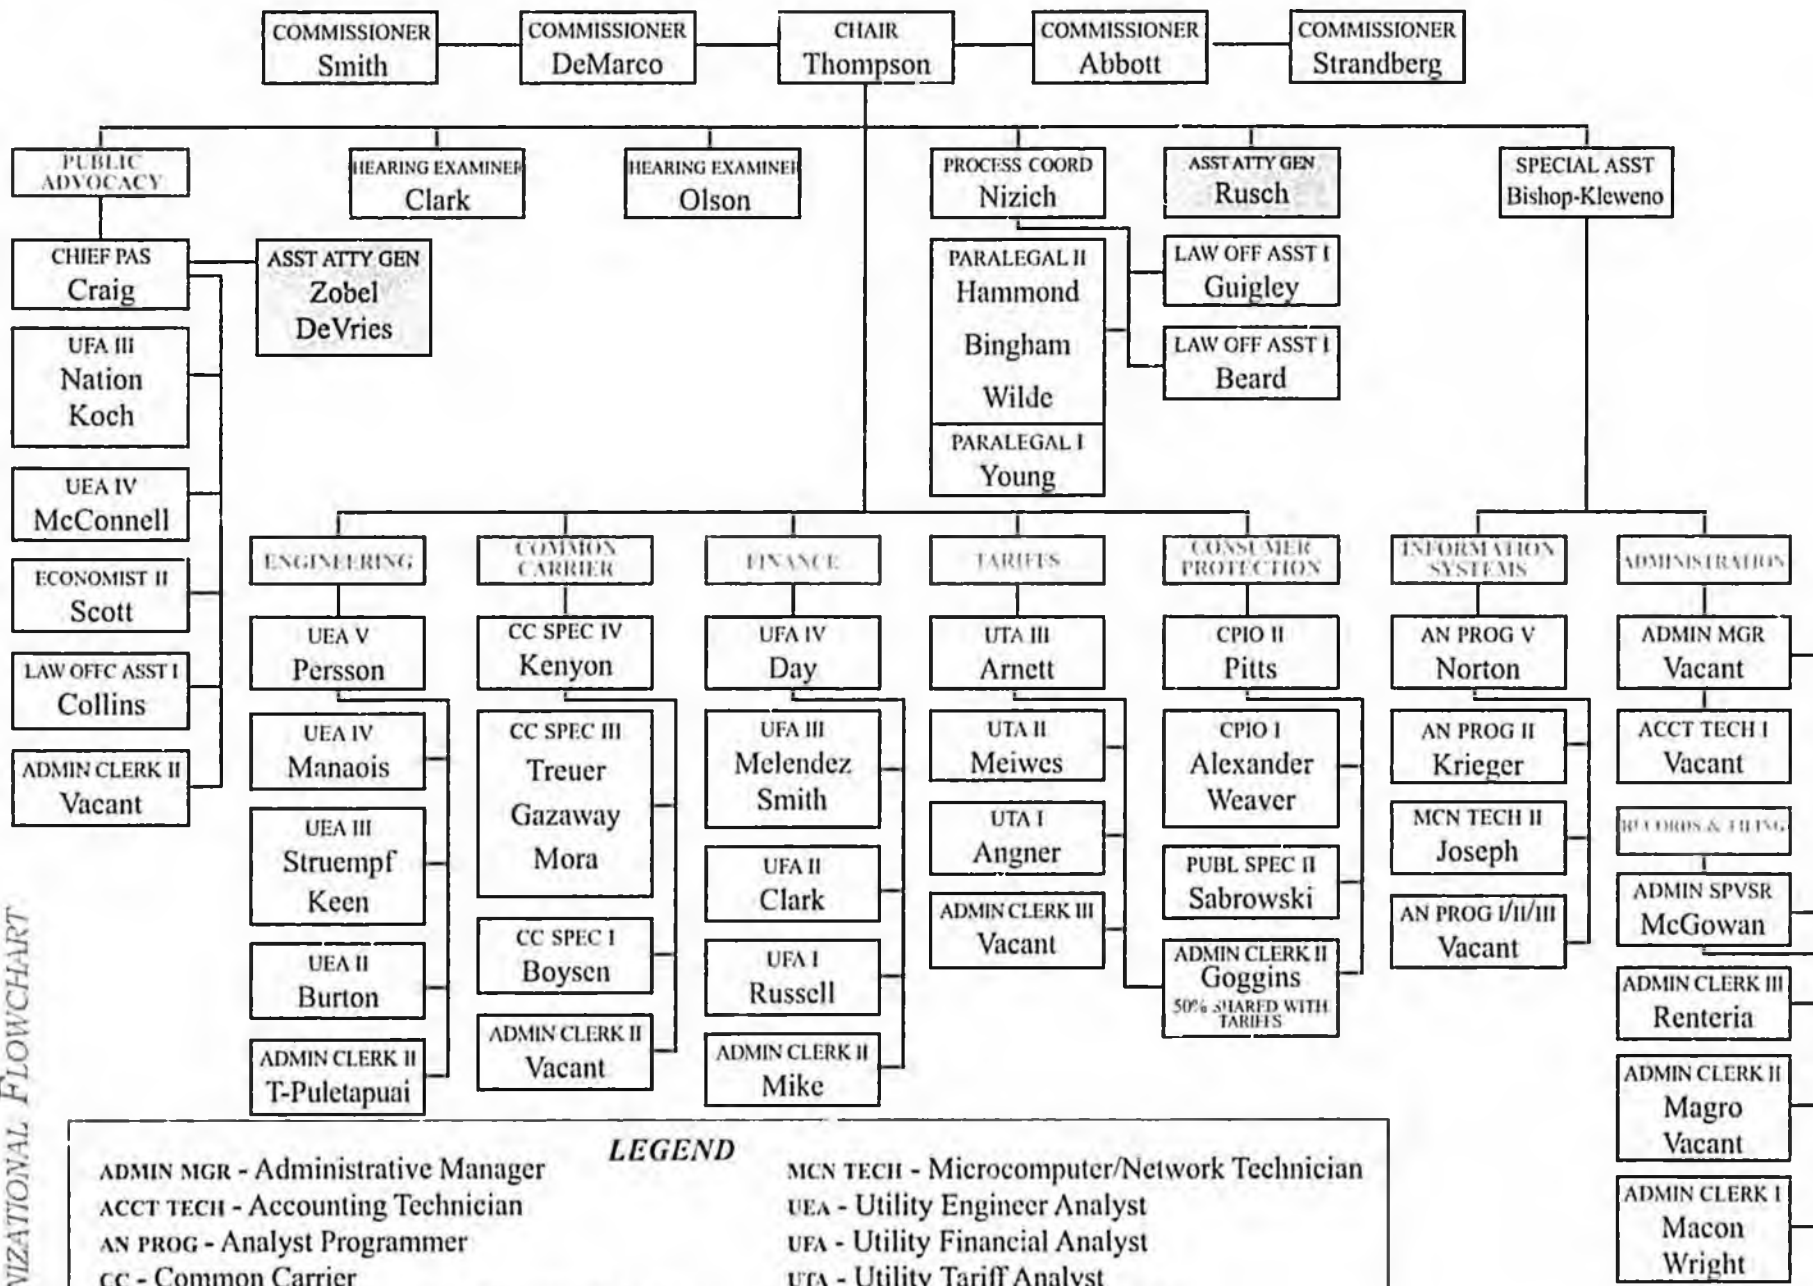 COMMISSIONER
Smith
COMMISSIONER
DeMarco
CHAIR
Thompson
COMMISSIONER
Abbott
COMMISSIONER
Strandberg
PUBLIC
ADVOCACY
HEARING EXAMINER
Clark
HEARING EXAMINER
Olson
PROCESS COORD
Nizich
ASST ATTY GEN
Rusch
SPECIAL ASST
Bishop-Kleweno
CHIEF PAS
Craig
ASST ATTY GEN
Zobel
DeVries
UFA III
Nation
Koch
UEA IV
McConnell
ECONOMIST II
Scott
LAW OFFC ASST I
Collins
ADMIN CLERK II
Vacant
PARALEGAL II
Hammond
Bingham
Wilde
PARALEGAL I
Young
LAW OFF ASST I
Guigley
LAW OFF ASST I
Beard
ENGINEERING
UEA V
Persson
UEA IV
Manaois
UEA III
Struempf
Keen
UEA II
Burton
ADMIN CLERK II
T-Puletapuai
COMMON
CARRIER
CC SPEC IV
Kenyon
CC SPEC III
Treuer
Gazaway
Mora
CC SPEC I
Boysen
ADMIN CLERK II
Vacant
FINANCE
UFA IV
Day
UFA III
Melendez
Smith
UFA II
Clark
UFA I
Russell
ADMIN CLERK II
Mike
TARIFFS
UTA III
Arnett
UTA II
Meiwes
UTA I
Angner
ADMIN CLERK III
Vacant
CONSUMER
PROTECTION
CPIO II
Pitts
CPIO I
Alexander
Weaver
PUBL SPEC II
Sabrowski
ADMIN CLERK II
Goggins
50% SHARED WITH
TARIFFS
INFORMATION
SYSTEMS
AN PROG V
Norton
AN PROG II
Krieger
MCN TECH II
Joseph
AN PROG I/II/III
Vacant
ADMINISTRATION
ADMIN MGR
Vacant
ACCT TECH I
Vacant
RECORDS & FILING
ADMIN SPVSR
McGowan
ADMIN CLERK III
Renteria
ADMIN CLERK II
Magro
Vacant
ADMIN CLERK I
Macon
Wright
NIZATIONAL FLOWCHART
LEGEND
ADMIN MGR - Administrative Manager
ACCT TECH - Accounting Technician
AN PROG - Analyst Programmer
CC - Common Carrier
MCN TECH - Microcomputer/Network Technician
UEA - Utility Engineer Analyst
UFA - Utility Financial Analyst
UTA - Utility Tariff Analyst